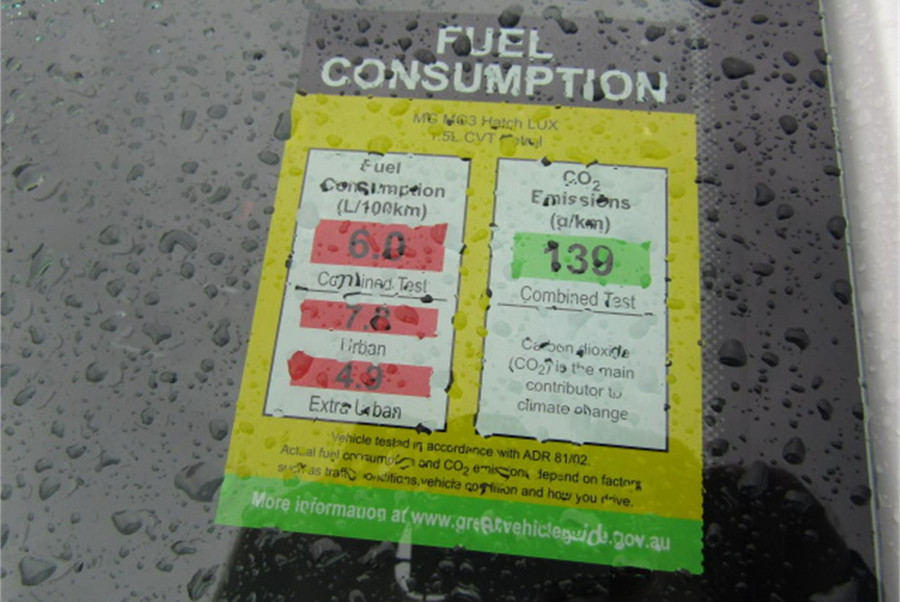 FUEL
CONSUMPTION
MG MG3 Hatch LUX
1.5L CVT Petrol
Fuel
Consumption
(L/100km)
6.0
Combined Test
7.8
Urban
4.9
Extra Urban
CO2
Emissions
(g/km)
139
Combined Test
Carbon dioxide
(CO2) is the main
contributor to
climate change
Vehicle tested in accordance with ADR 81/02.
Actual fuel consumption and CO2 emissions depend on factors
such as traffic conditions, vehicle condition and how you drive.
More information at www.greenvehicleguide.gov.au